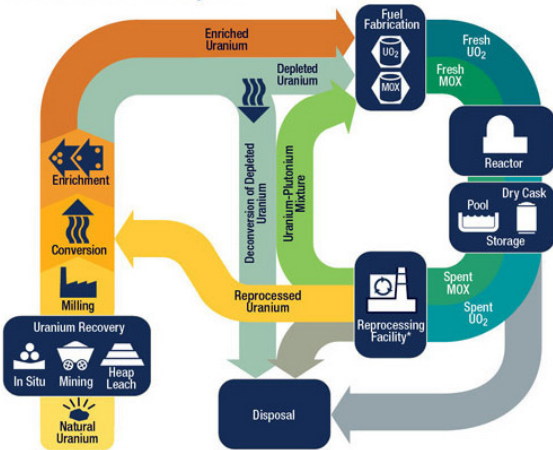 Enriched
Uranium
Depleted
Uranium
Fuel
Fabrication
UO₂
MOX
Fresh
UO₂
Fresh
MOX
Reactor
Pool
Dry Cask
Storage
Enrichment
Conversion
Milling
Uranium Recovery
In Situ
Mining
Heap
Leach
Natural
Uranium
Deconversion of Depleted
Uranium
Uranium-Plutonium
Mixture
Reprocessed
Uranium
Reprocessing
Facility*
Spent
MOX
Spent
UO₂
Disposal